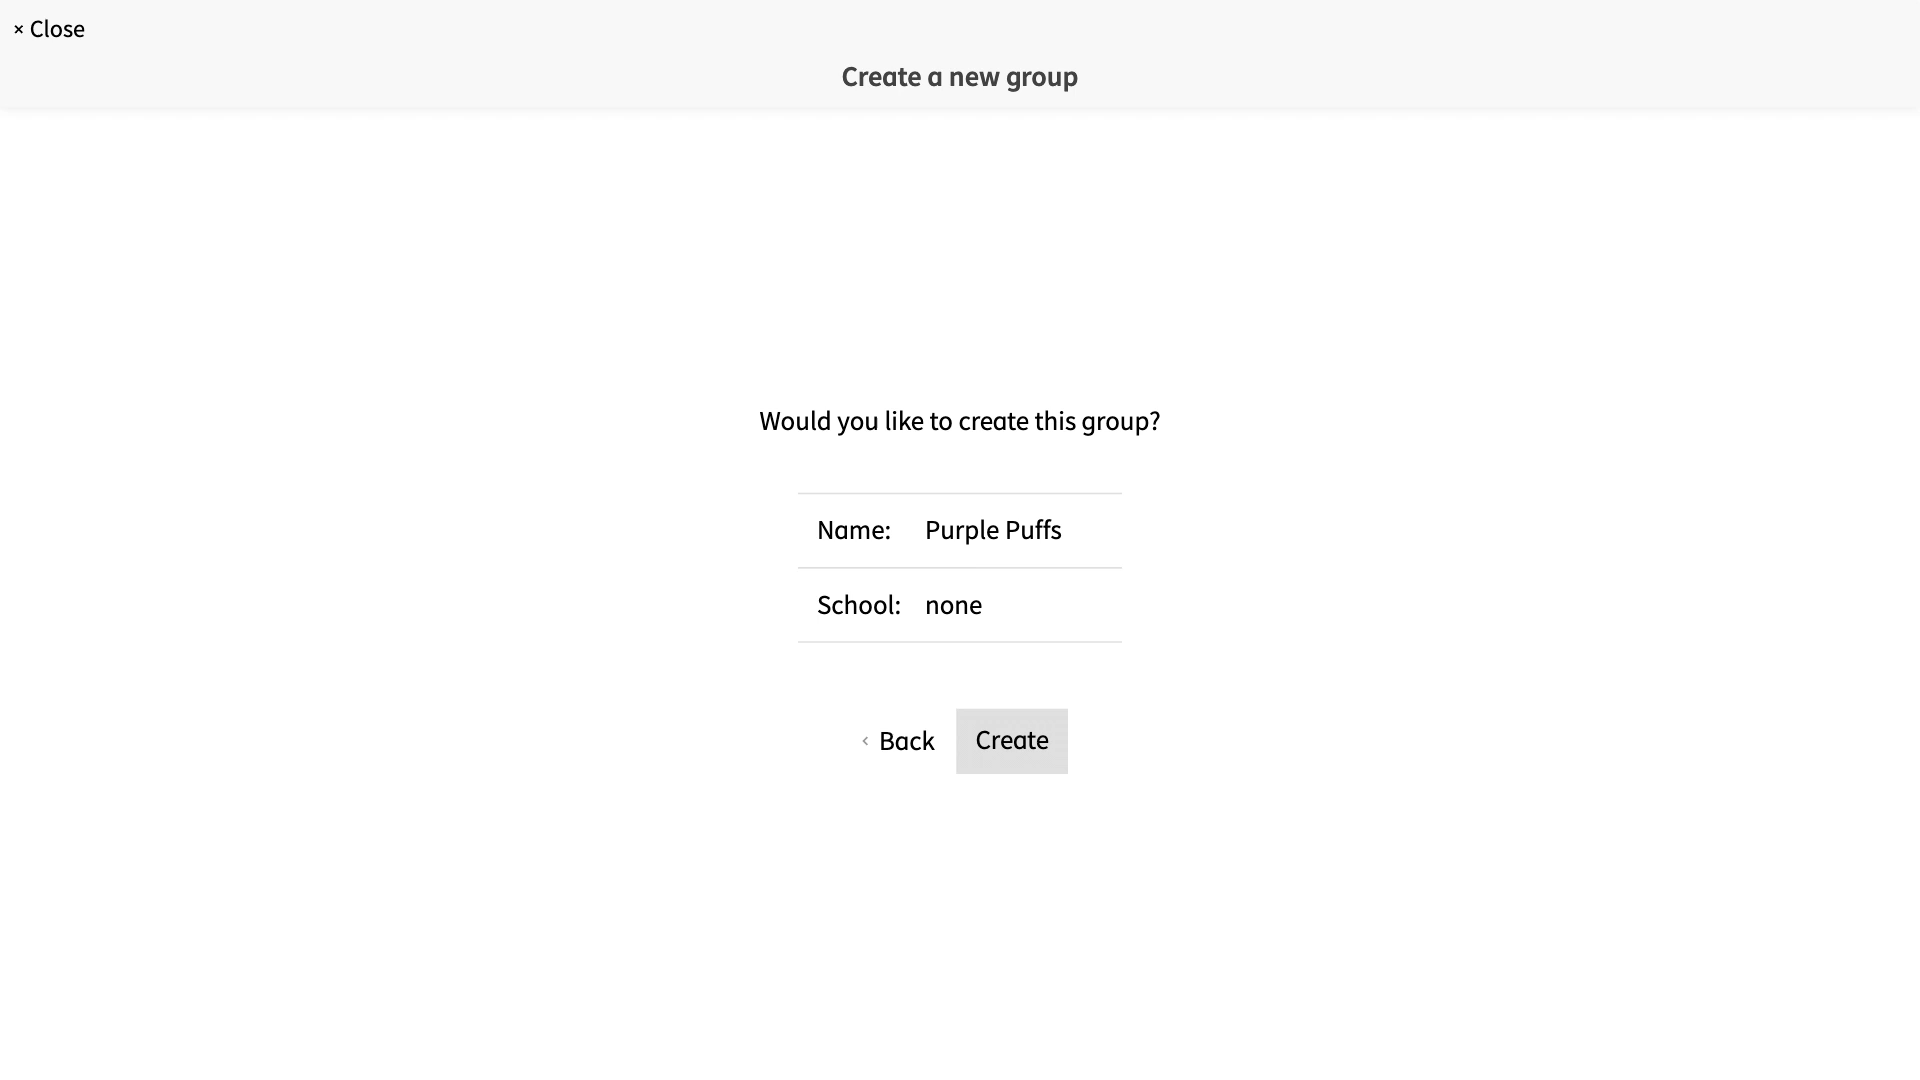 × Close
Create a new group
Would you like to create this group?
Name: Purple Puffs
School: none
‹ Back Create